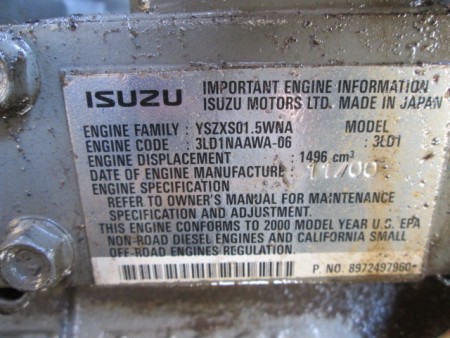 ISUZU IMPORTANT ENGINE INFORMATION
ISUZU MOTORS LTD. MADE IN JAPAN
ENGINE FAMILY : YSZXS01.5WNA MODEL
ENGINE CODE : 3LD1NAAWA-06 3LD1
ENGINE DISPLACEMENT : 1496 cm³
DATE OF ENGINE MANUFACTURE : 11/00
ENGINE SPECIFICATION
REFER TO OWNER'S MANUAL FOR MAINTENANCE
SPECIFICATION AND ADJUSTMENT.
THIS ENGINE CONFORMS TO 2000 MODEL YEAR U.S. EPA
NON-ROAD DIESEL ENGINES AND CALIFORNIA SMALL
OFF-ROAD ENGINES REGULATION.
P. NO. 8972497960-